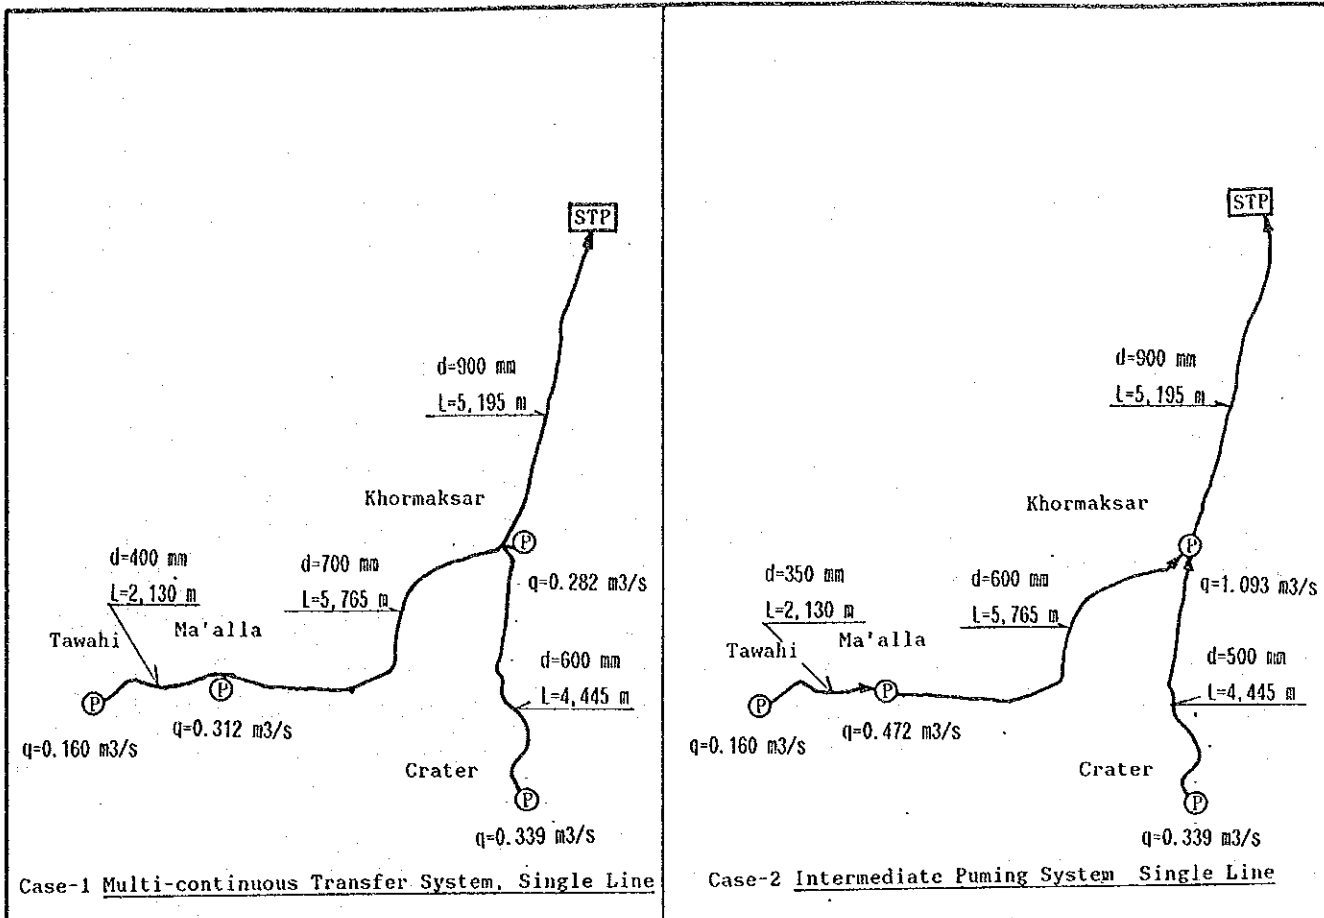 STP
d=900 mm
L=5,195 m
Khormaksar
P
d=400 mm
L=2,130 m
d=700 mm
L=5,765 m
q=0.282 m3/s
Tawahi
Ma'alla
d=600 mm
L=4,445 m
P
P
q=0.160 m3/s
q=0.312 m3/s
Crater
P
q=0.339 m3/s
Case-1 Multi-continuous Transfer System, Single Line
STP
d=900 mm
L=5,195 m
Khormaksar
P
d=350 mm
L=2,130 m
d=600 mm
L=5,765 m
q=1.093 m3/s
Tawahi
Ma'alla
d=500 mm
L=4,445 m
P
P
q=0.160 m3/s
q=0.472 m3/s
Crater
P
q=0.339 m3/s
Case-2 Intermediate Puming System Single Line